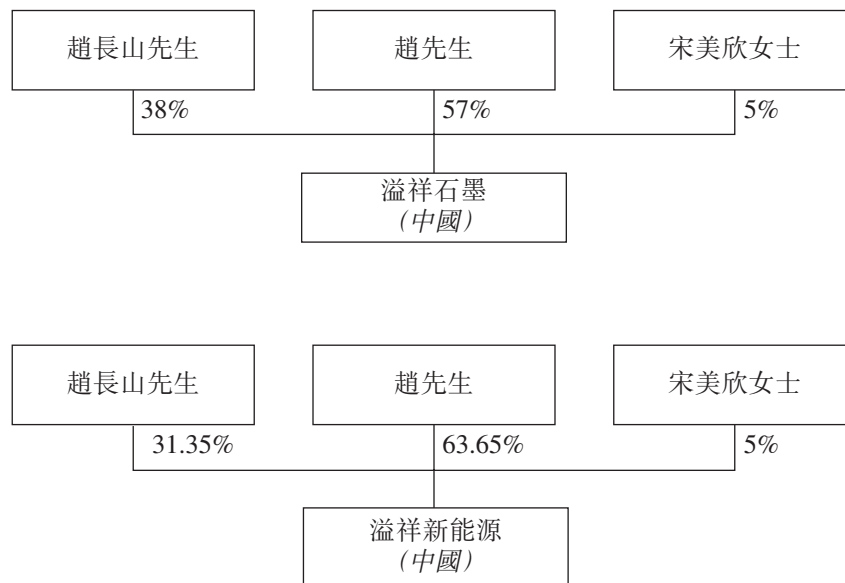 趙長山先生
趙先生
宋美欣女士
38%
57%
5%
溢祥石墨
(中國)
趙長山先生
趙先生
宋美欣女士
31.35%
63.65%
5%
溢祥新能源
(中國)